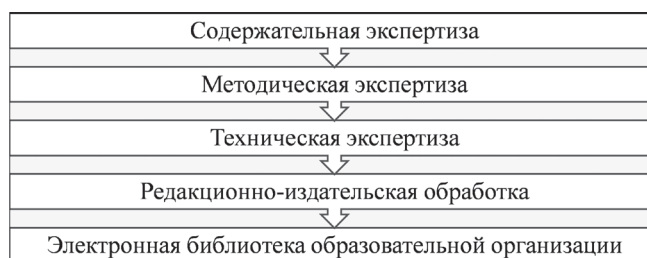 Содержательная экспертиза
Методическая экспертиза
Техническая экспертиза
Редакционно-издательская обработка
Электронная библиотека образовательной организации